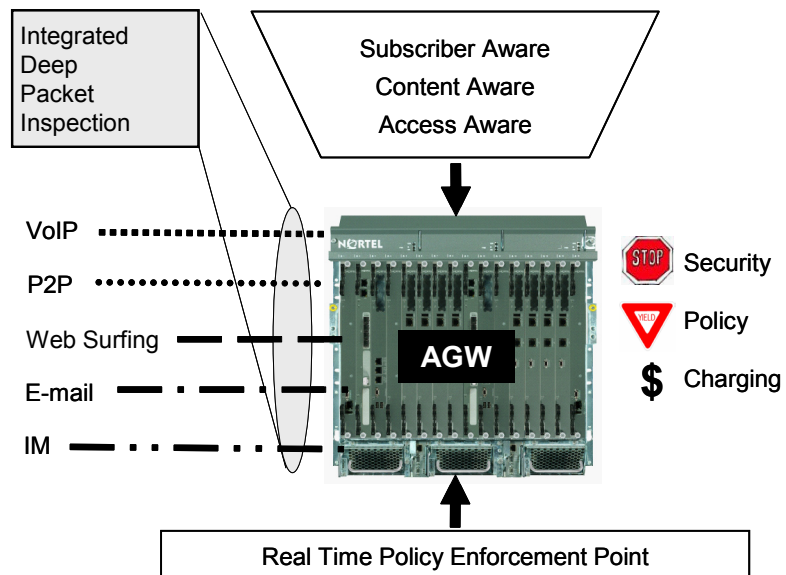 Integrated
Deep
Packet
Inspection
Subscriber Aware
Content Aware
Access Aware
VoIP
P2P
Web Surfing
E-mail
IM
NORTEL
AGW
STOP
Security
YIELD
Policy
$
Charging
Real Time Policy Enforcement Point